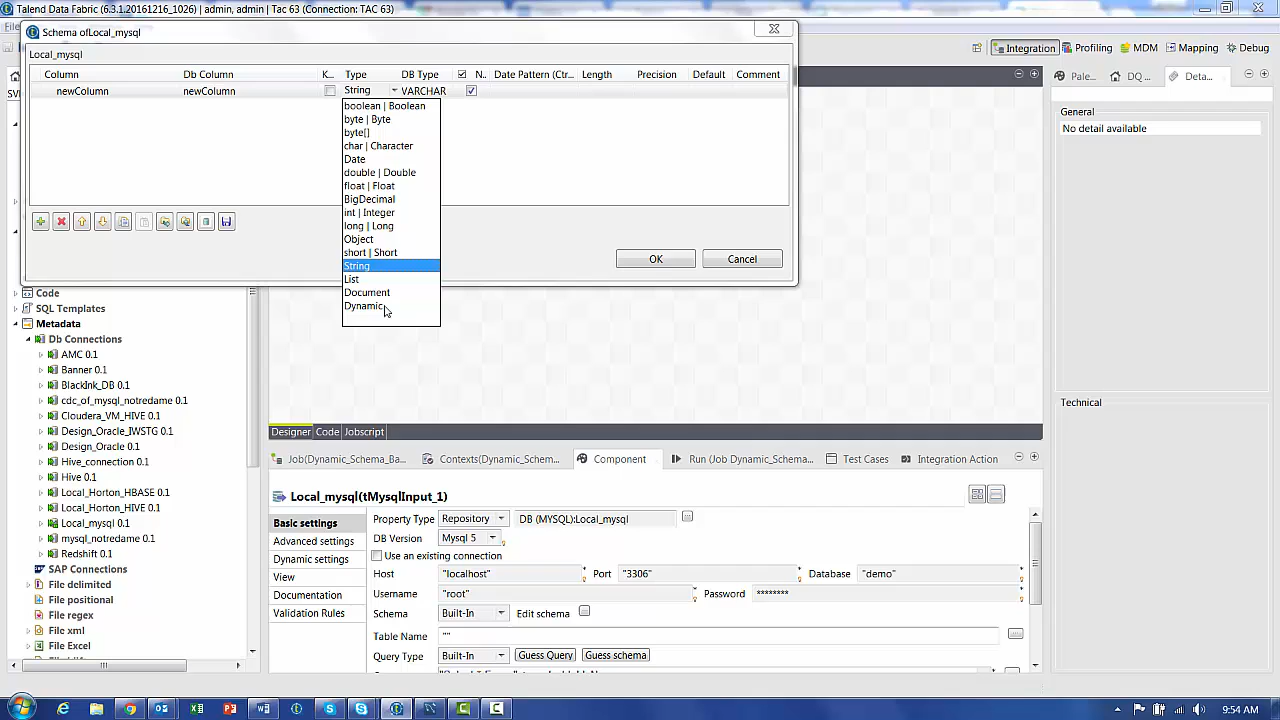 Talend Data Fabric (6.3.1.20161216_1026) | admin, admin | Tac 63 (Connection: TAC 63)
Schema ofLocal_mysql
Local_mysql
Column Db Column K... Type DB Type N.. Date Pattern (Ctr... Length Precision Default Comment
newColumn newColumn String VARCHAR
boolean | Boolean
byte | Byte
byte[]
char | Character
Date
double | Double
float | Float
BigDecimal
int | Integer
long | Long
Object
short | Short
String
List
Document
Dynamic
OK Cancel
Integration Profiling MDM Mapping Debug
Pale... DQ ... Detai...
General
No detail available
Technical
Code
SQL Templates
Metadata
Db Connections
AMC 0.1
Banner 0.1
BlackInk_DB 0.1
cdc_of_mysql_notredame 0.1
Cloudera_VM_HIVE 0.1
Design_Oracle_IWSTG 0.1
Design_Oracle 0.1
Hive_connection 0.1
Hive 0.1
Local_Horton_HBASE 0.1
Local_Horton_HIVE 0.1
Local_mysql 0.1
mysql_notredame 0.1
Redshift 0.1
SAP Connections
File delimited
File positional
File regex
File xml
File Excel
Designer Code Jobscript
Job(Dynamic_Schema_Ba... Contexts(Dynamic_Schem... Component Run (Job Dynamic_Schema... Test Cases Integration Action
Local_mysql(tMysqlInput_1)
Basic settings
Advanced settings
Dynamic settings
View
Documentation
Validation Rules
Property Type Repository DB (MYSQL):Local_mysql
DB Version Mysql 5
Use an existing connection
Host "localhost" Port "3306" Database "demo"
Username "root" Password ********
Schema Built-In Edit schema
Table Name ""
Query Type Built-In Guess Query Guess schema
9:54 AM